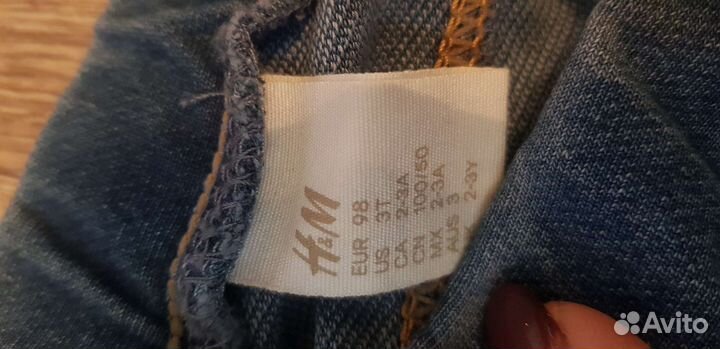 H&M
EUR 98
US 3T
CA 2-3A
CN 100/50
MX 2-3A
AUS 3
2-3Y
Avito